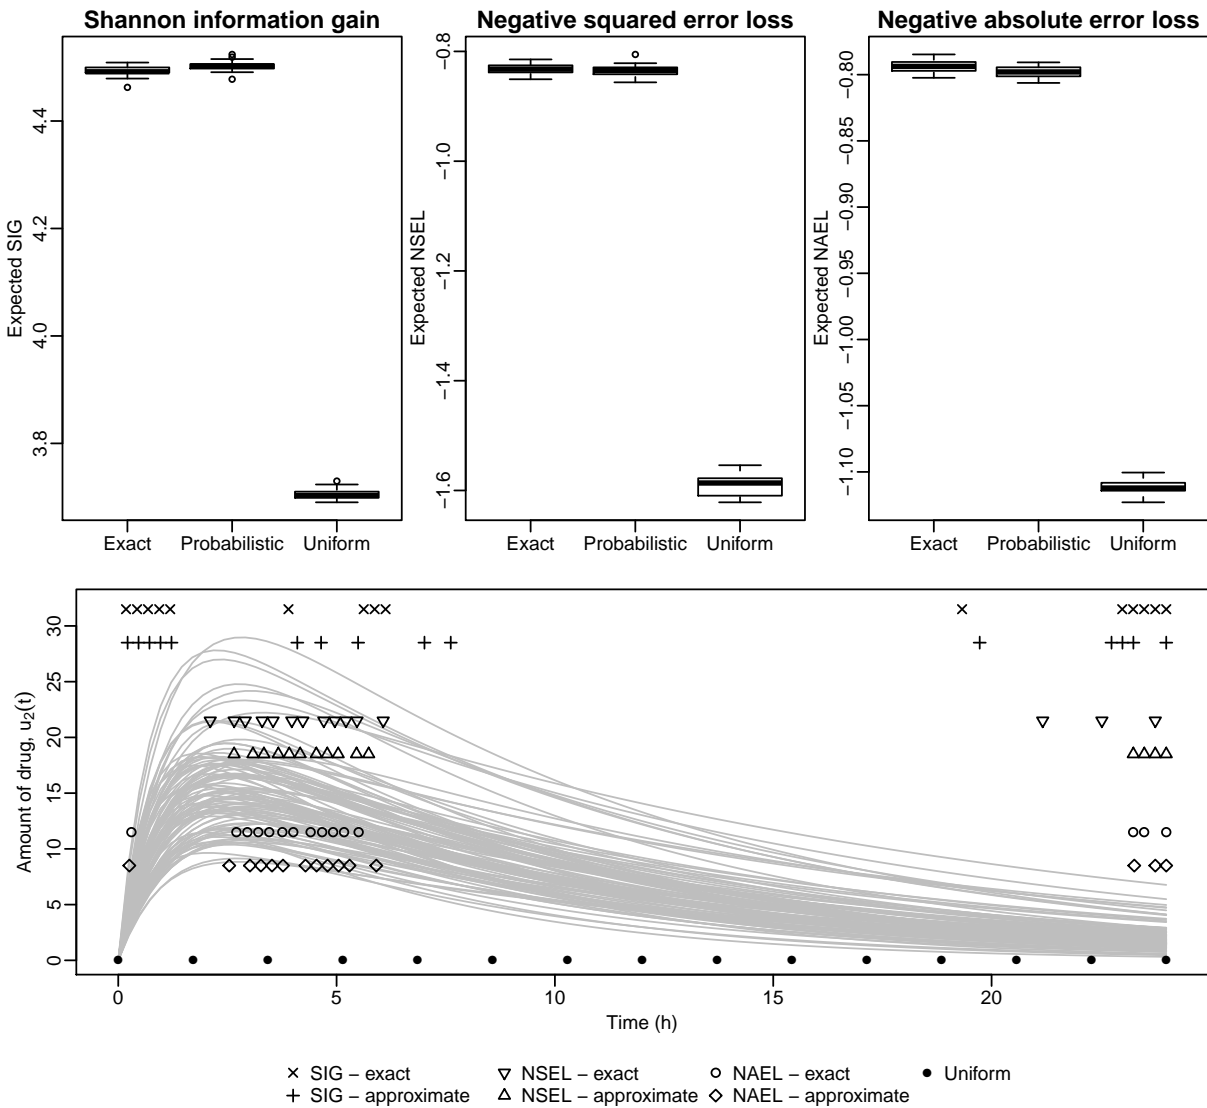 Shannon information gain
Negative squared error loss
Negative absolute error loss
Expected SIG
4.4
4.2
4.0
3.8
Exact
Probabilistic
Uniform
Expected NSEL
−0.8
−1.0
−1.2
−1.4
−1.6
Exact
Probabilistic
Uniform
Expected NAEL
−0.80
−0.85
−0.90
−0.95
−1.00
−1.05
−1.10
Exact
Probabilistic
Uniform
Amount of drug, u₂(t)
30
25
20
15
10
5
0
0
5
10
15
20
Time (h)
SIG − exact
NSEL − exact
NAEL − exact
Uniform
SIG − approximate
NSEL − approximate
NAEL − approximate